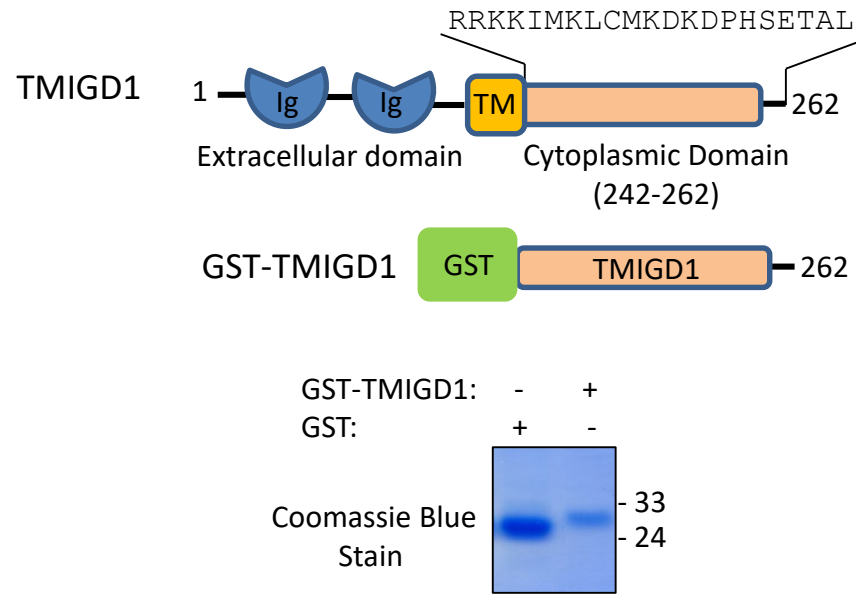 RRKKIMKLCMKDKDPHSETAL
TMIGD1 1 Ig Ig TM 262
Extracellular domain Cytoplasmic Domain
(242-262)
GST-TMIGD1 GST TMIGD1 262
GST-TMIGD1: - +
GST: + -
- 33
Coomassie Blue
- 24
Stain